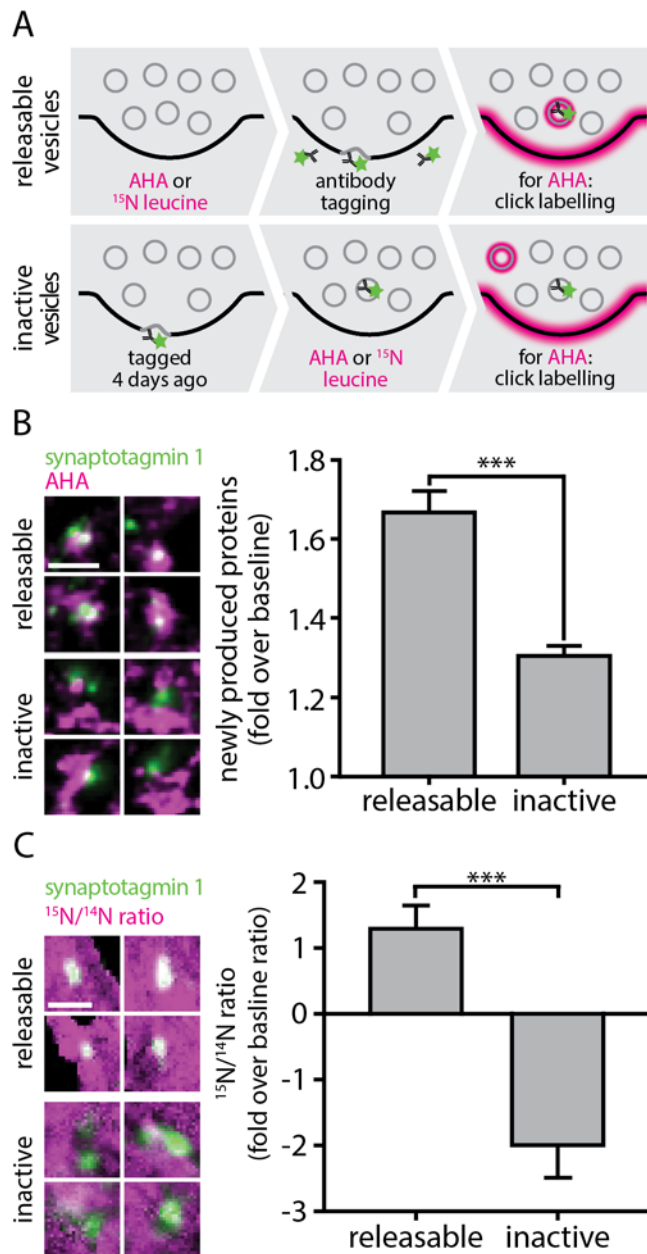 A
releasable
vesicles
AHA or
¹⁵N leucine
antibody
tagging
for AHA:
click labelling
inactive
vesicles
tagged
4 days ago
AHA or ¹⁵N
leucine
for AHA:
click labelling
B
synaptotagmin 1
AHA
releasable
inactive
newly produced proteins
(fold over baseline)
1.8
1.6
1.4
1.2
1.0
***
releasable
inactive
C
synaptotagmin 1
¹⁵N/¹⁴N ratio
releasable
inactive
¹⁵N/¹⁴N ratio
(fold over basline ratio)
2
1
0
-1
-2
-3
***
releasable
inactive